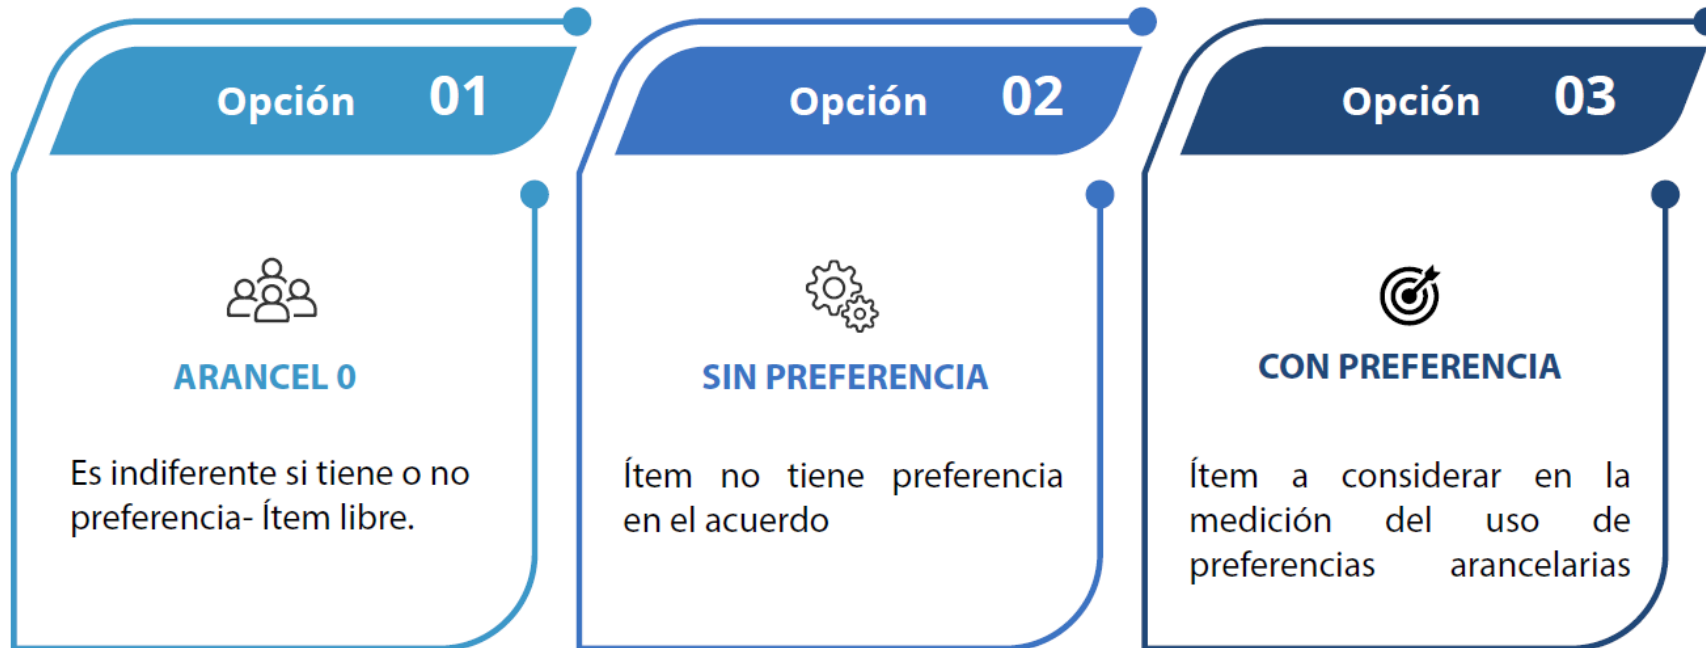 Opción 01
ARANCEL 0
Es indiferente si tiene o no
preferencia- Ítem libre.
Opción 02
SIN PREFERENCIA
Ítem no tiene preferencia
en el acuerdo
Opción 03
CON PREFERENCIA
Ítem a considerar en la
medición del uso de
preferencias arancelarias